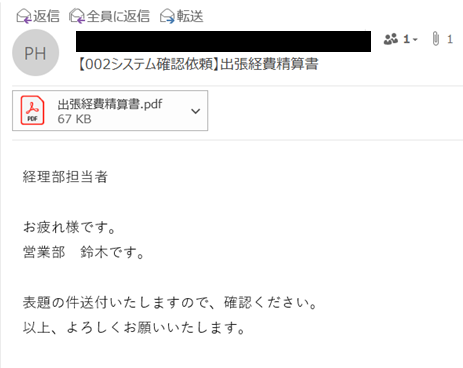 返信 全員に返信 転送
PH
1
1
【002システム確認依頼】出張経費精算書
出張経費精算書.pdf
PDF
67 KB
経理部担当者
お疲れ様です。
営業部　鈴木です。
表題の件送付いたしますので、確認ください。
以上、よろしくお願いいたします。